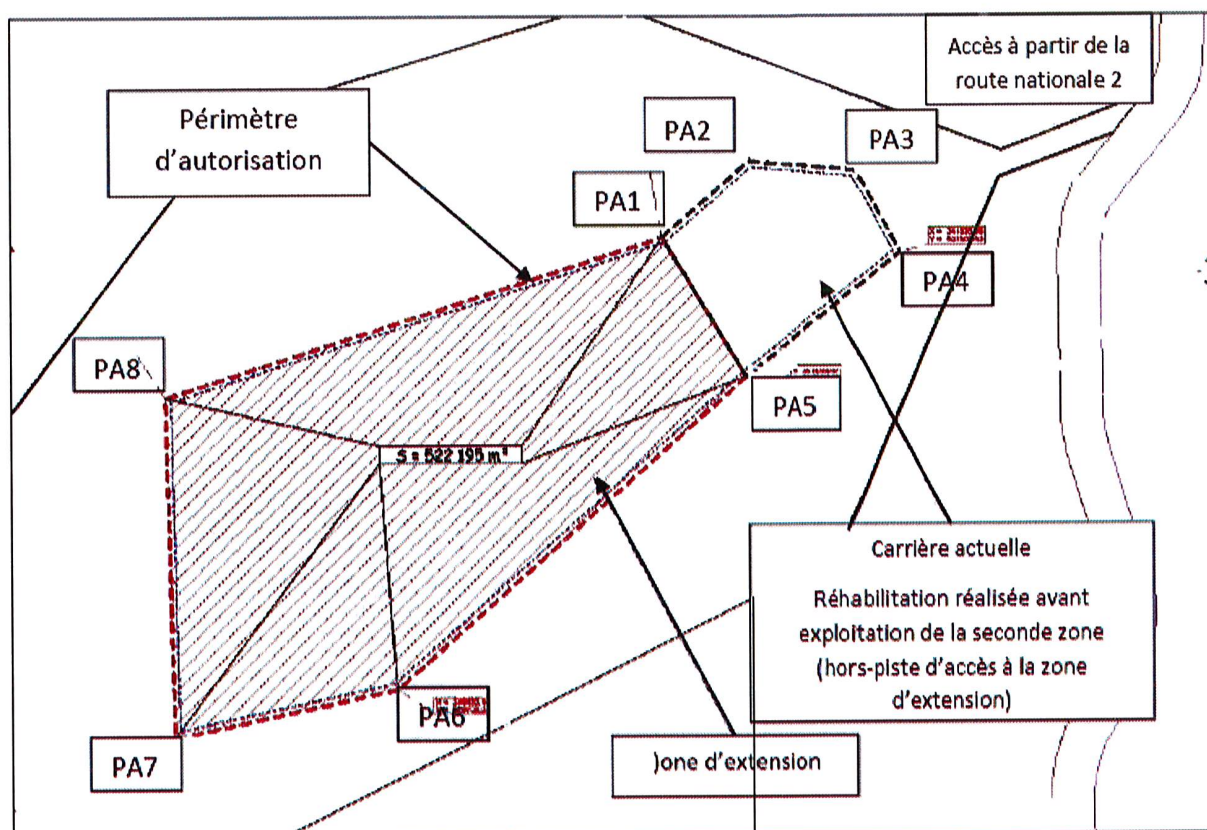 Accès à partir de la
route nationale 2
Périmètre
d'autorisation
PA2
PA3
PA1
PA4
PA8
PA5
S = 522 195 m²
Carrière actuelle
Réhabilitation réalisée avant
exploitation de la seconde zone
(hors-piste d'accès à la zone
d'extension)
PA6
PA7
)one d'extension